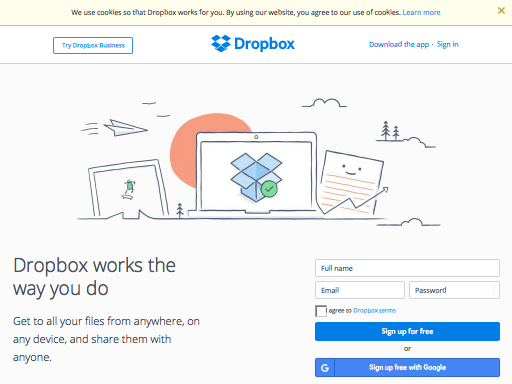 We use cookies so that Dropbox works for you. By using our website, you agree to our use of cookies. Learn more
Try Dropbox Business
Dropbox
Download the app · Sign in
Dropbox works the
way you do
Get to all your files from anywhere, on
any device, and share them with
anyone.
Full name
Email
Password
I agree to Dropbox terms
Sign up for free
or
G Sign up free with Google